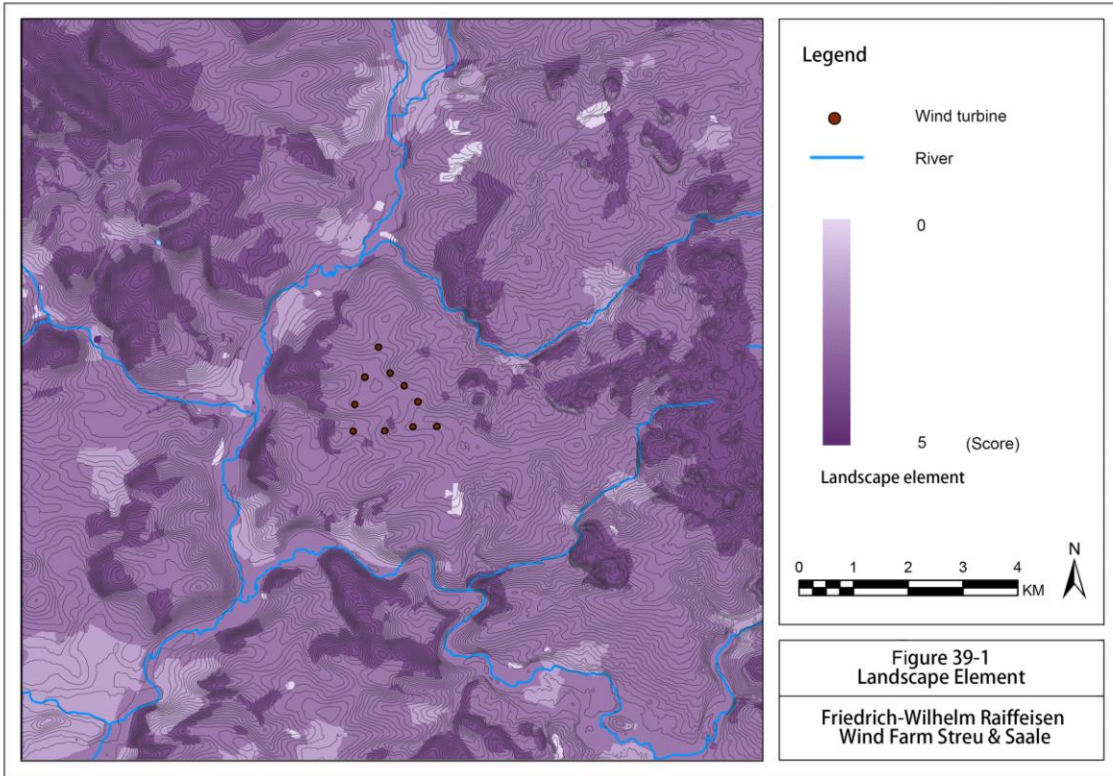 Legend
Wind turbine
River
0
5 (Score)
Landscape element
N
0 1 2 3 4
KM
Figure 39-1
Landscape Element
Friedrich-Wilhelm Raiffeisen
Wind Farm Streu & Saale